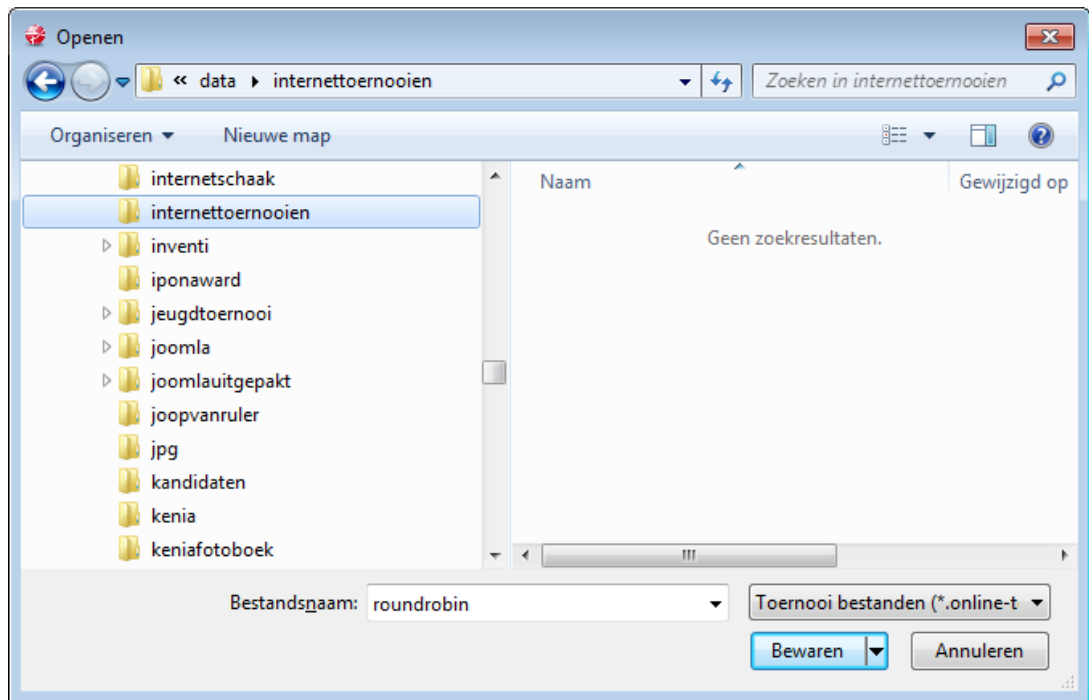 Openen
« data internettoernooien
Zoeken in internettoernooien
Organiseren Nieuwe map
Naam Gewijzigd op
Geen zoekresultaten.
internetschaak
internettoernooien
inventi
iponaward
jeugdtoernooi
joomla
joomlauitgepakt
joopvanruler
jpg
kandidaten
kenia
keniafotoboek
Bestandsnaam: roundrobin
Toernooi bestanden (*.online-t
Bewaren Annuleren